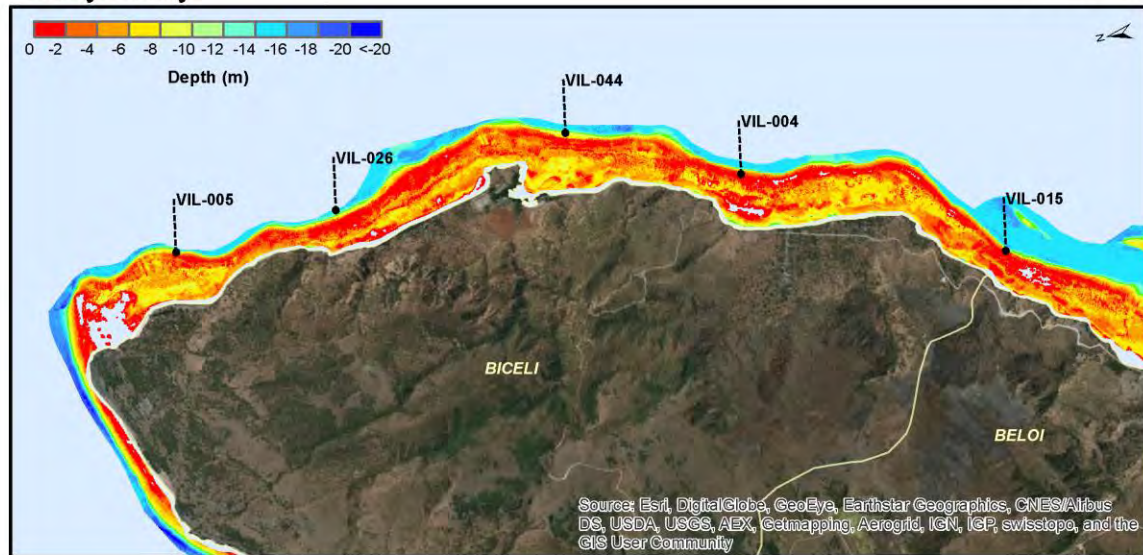 0 -2 -4 -6 -8 -10 -12 -14 -16 -18 -20 <-20
Depth (m)
N
VIL-044
VIL-004
VIL-026
VIL-005
VIL-015
BICELI
BELOI
Source: Esri, DigitalGlobe, GeoEye, Earthstar Geographics, CNES/Airbus
DS, USDA, USGS, AEX, Getmapping, Aerogrid, IGN, IGP, swisstopo, and the
GIS User Community